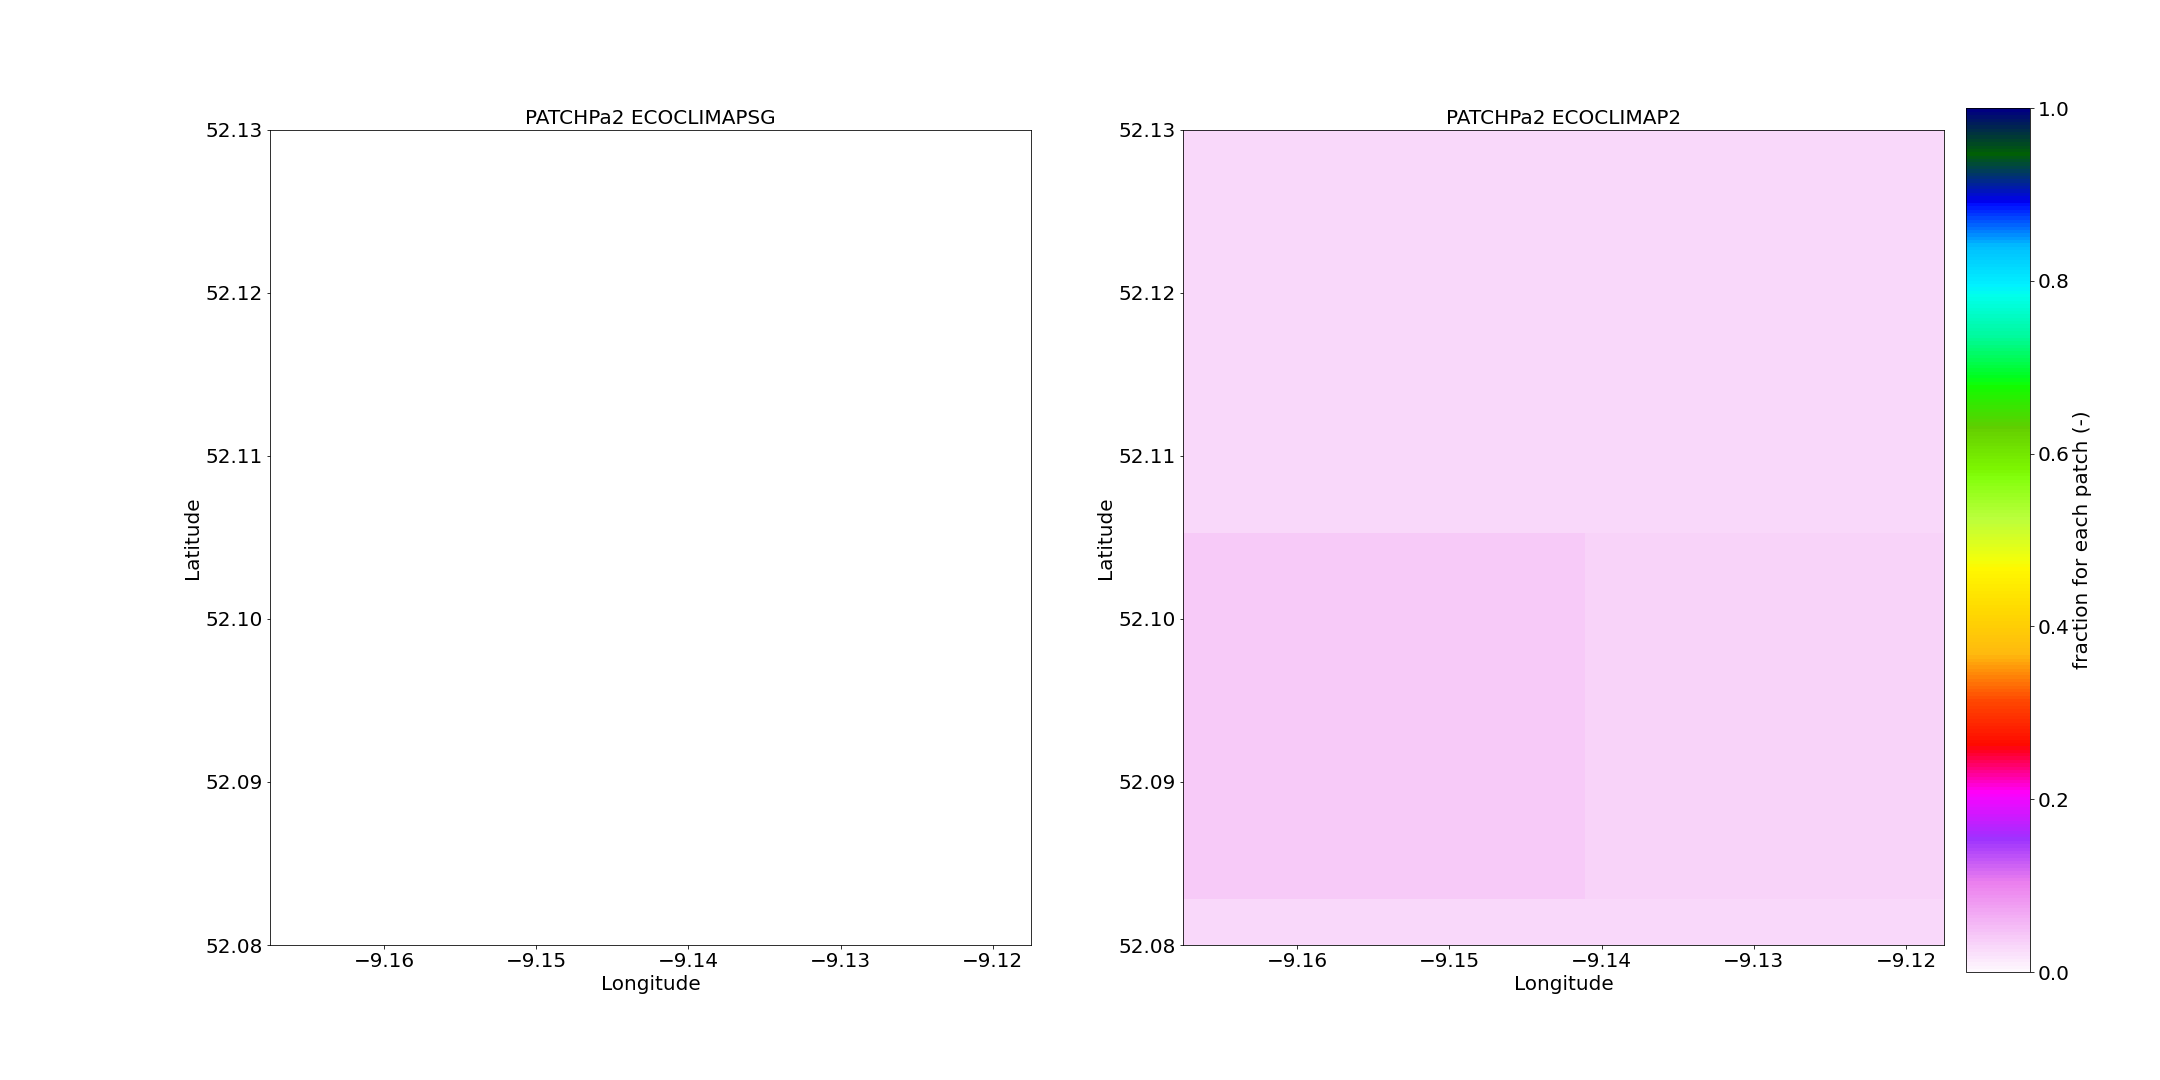 PATCHPa2 ECOCLIMAPSG
52.13
52.12
52.11
52.10
52.09
52.08
Latitude
−9.16 −9.15 −9.14 −9.13 −9.12
Longitude
PATCHPa2 ECOCLIMAP2
52.13
52.12
52.11
52.10
52.09
52.08
Latitude
−9.16 −9.15 −9.14 −9.13 −9.12
Longitude
1.0
0.8
0.6
0.4
0.2
0.0
fraction for each patch (-)